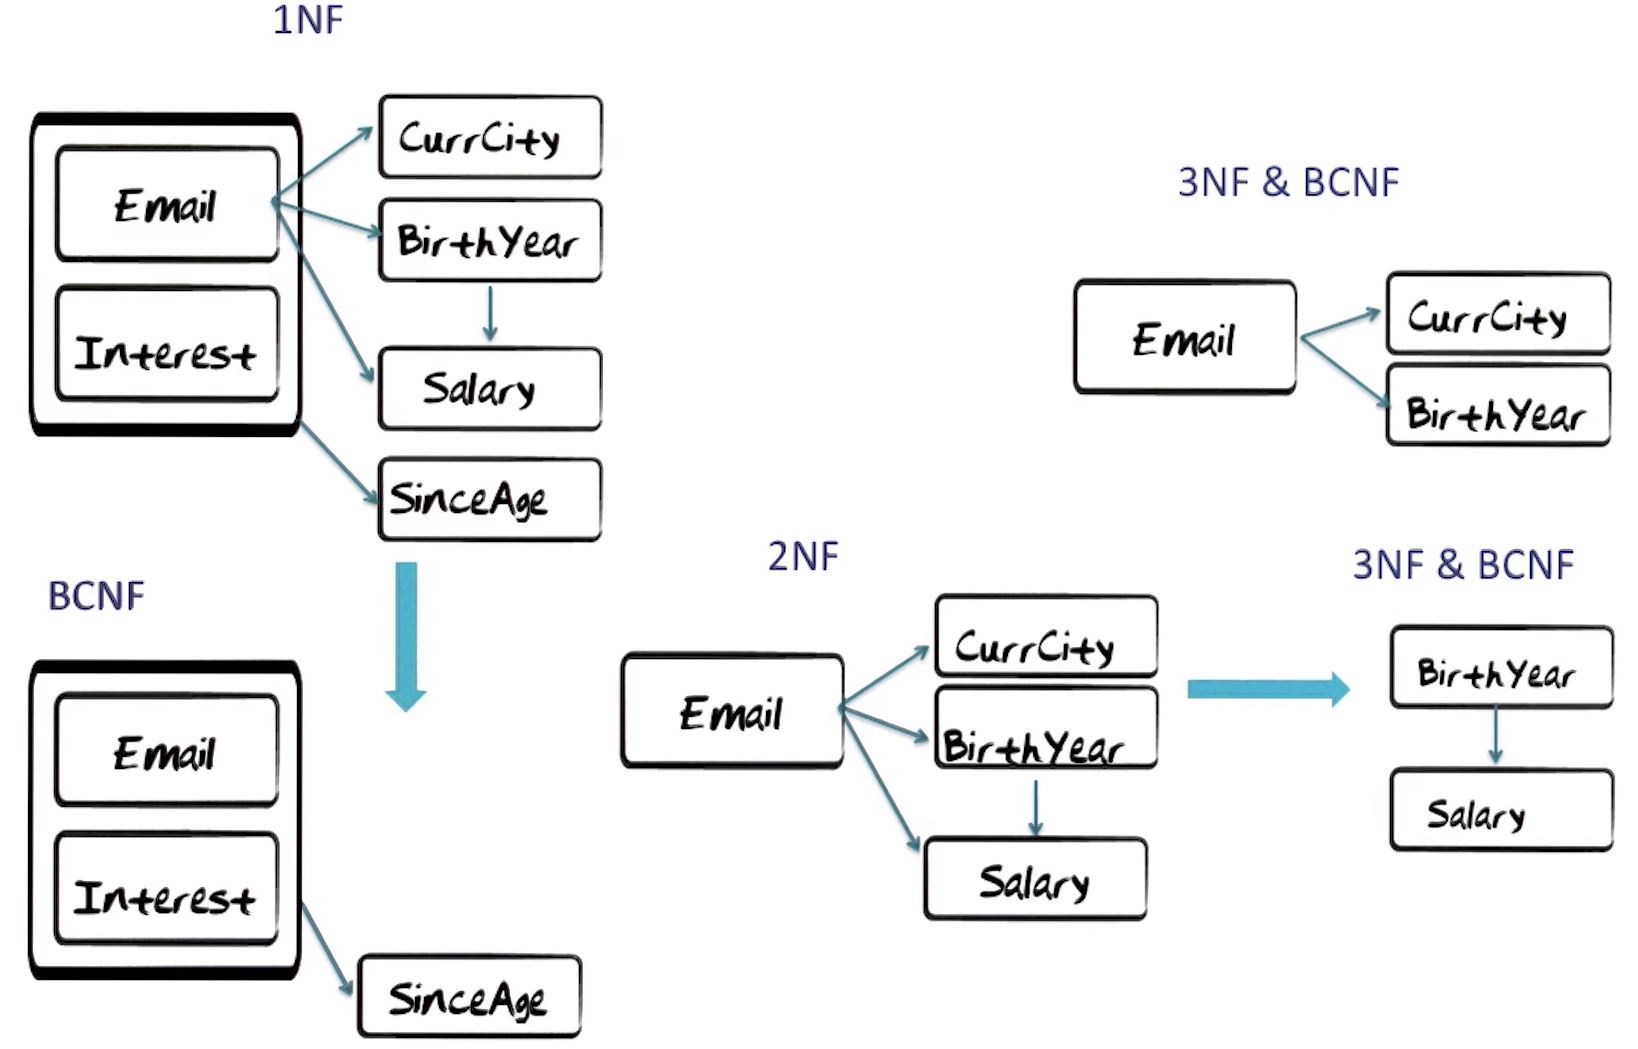 1NF
Email
Interest
CurrCity
BirthYear
Salary
SinceAge
BCNF
Email
Interest
SinceAge
2NF
Email
CurrCity
BirthYear
Salary
3NF & BCNF
Email
CurrCity
BirthYear
3NF & BCNF
BirthYear
Salary